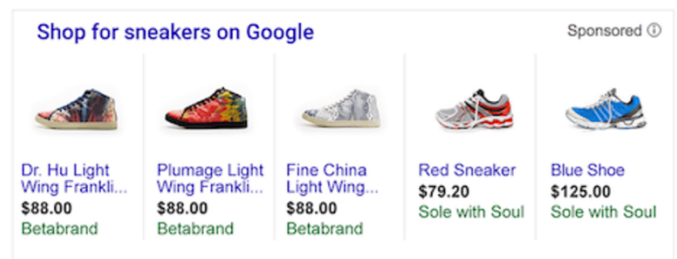 Shop for sneakers on Google
Sponsored
Dr. Hu Light
Wing Frankli...
$88.00
Betabrand
Plumage Light
Wing Frankli...
$88.00
Betabrand
Fine China
Light Wing...
$88.00
Betabrand
Red Sneaker
$79.20
Sole with Soul
Blue Shoe
$125.00
Sole with Soul